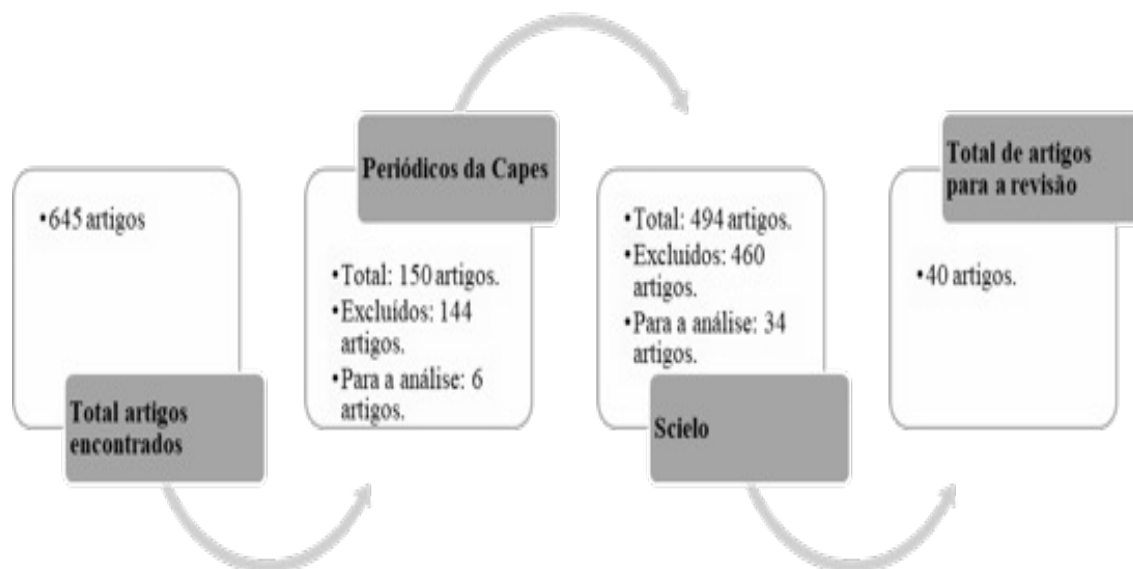 •645 artigos
Total artigos
encontrados
Periódicos da Capes
•Total: 150 artigos.
•Excluídos: 144
artigos.
•Para a análise: 6
artigos.
•Total: 494 artigos.
•Excluídos: 460
artigos.
•Para a análise: 34
artigos.
Scielo
Total de artigos
para a revisão
•40 artigos.